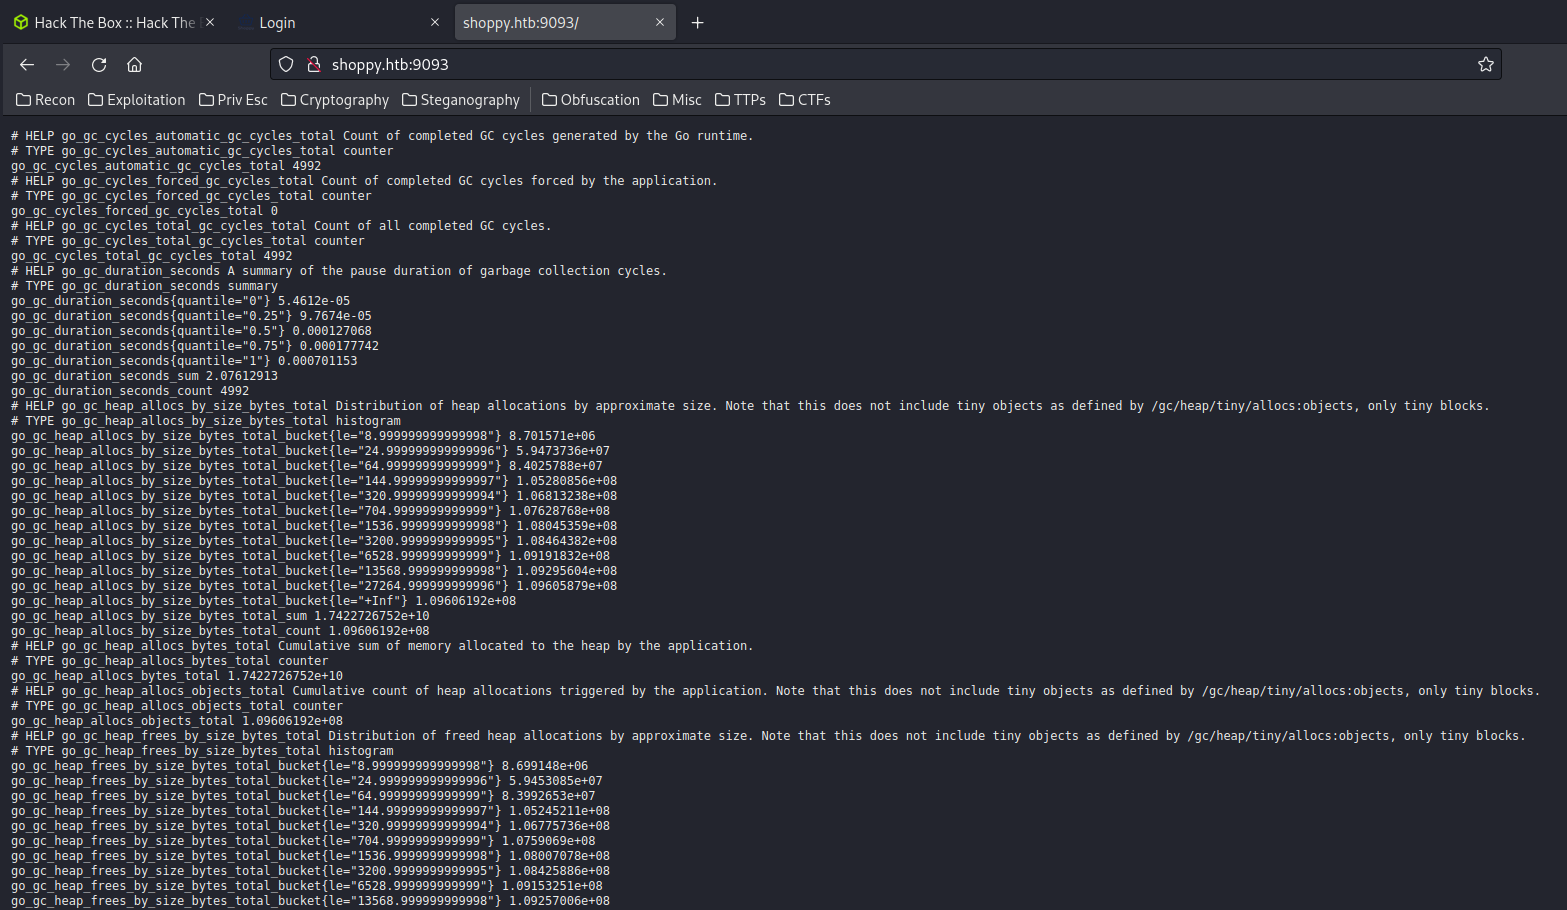 Hack The Box :: Hack The
Login
shoppy.htb:9093/
shoppy.htb:9093
Recon Exploitation Priv Esc Cryptography Steganography Obfuscation Misc TTPs CTFs
# HELP go_gc_cycles_automatic_gc_cycles_total Count of completed GC cycles generated by the Go runtime.
# TYPE go_gc_cycles_automatic_gc_cycles_total counter
go_gc_cycles_automatic_gc_cycles_total 4992
# HELP go_gc_cycles_forced_gc_cycles_total Count of completed GC cycles forced by the application.
# TYPE go_gc_cycles_forced_gc_cycles_total counter
go_gc_cycles_forced_gc_cycles_total 0
# HELP go_gc_cycles_total_gc_cycles_total Count of all completed GC cycles.
# TYPE go_gc_cycles_total_gc_cycles_total counter
go_gc_cycles_total_gc_cycles_total 4992
# HELP go_gc_duration_seconds A summary of the pause duration of garbage collection cycles.
# TYPE go_gc_duration_seconds summary
go_gc_duration_seconds{quantile="0"} 5.4612e-05
go_gc_duration_seconds{quantile="0.25"} 9.7674e-05
go_gc_duration_seconds{quantile="0.5"} 0.000127068
go_gc_duration_seconds{quantile="0.75"} 0.000177742
go_gc_duration_seconds{quantile="1"} 0.000701153
go_gc_duration_seconds_sum 2.07612913
go_gc_duration_seconds_count 4992
# HELP go_gc_heap_allocs_by_size_bytes_total Distribution of heap allocations by approximate size. Note that this does not include tiny objects as defined by /gc/heap/tiny/allocs:objects, only tiny blocks.
# TYPE go_gc_heap_allocs_by_size_bytes_total histogram
go_gc_heap_allocs_by_size_bytes_total_bucket{le="8.999999999999998"} 8.701571e+06
go_gc_heap_allocs_by_size_bytes_total_bucket{le="24.999999999999996"} 5.9473736e+07
go_gc_heap_allocs_by_size_bytes_total_bucket{le="64.99999999999999"} 8.4025788e+07
go_gc_heap_allocs_by_size_bytes_total_bucket{le="144.99999999999997"} 1.05280856e+08
go_gc_heap_allocs_by_size_bytes_total_bucket{le="320.99999999999994"} 1.06813238e+08
go_gc_heap_allocs_by_size_bytes_total_bucket{le="704.9999999999999"} 1.07628768e+08
go_gc_heap_allocs_by_size_bytes_total_bucket{le="1536.9999999999998"} 1.08045359e+08
go_gc_heap_allocs_by_size_bytes_total_bucket{le="3200.9999999999995"} 1.08464382e+08
go_gc_heap_allocs_by_size_bytes_total_bucket{le="6528.999999999999"} 1.09191832e+08
go_gc_heap_allocs_by_size_bytes_total_bucket{le="13568.999999999998"} 1.09295604e+08
go_gc_heap_allocs_by_size_bytes_total_bucket{le="27264.999999999996"} 1.09605879e+08
go_gc_heap_allocs_by_size_bytes_total_bucket{le="+Inf"} 1.09606192e+08
go_gc_heap_allocs_by_size_bytes_total_sum 1.7422726752e+10
go_gc_heap_allocs_by_size_bytes_total_count 1.09606192e+08
# HELP go_gc_heap_allocs_bytes_total Cumulative sum of memory allocated to the heap by the application.
# TYPE go_gc_heap_allocs_bytes_total counter
go_gc_heap_allocs_bytes_total 1.7422726752e+10
# HELP go_gc_heap_allocs_objects_total Cumulative count of heap allocations triggered by the application. Note that this does not include tiny objects as defined by /gc/heap/tiny/allocs:objects, only tiny blocks.
# TYPE go_gc_heap_allocs_objects_total counter
go_gc_heap_allocs_objects_total 1.09606192e+08
# HELP go_gc_heap_frees_by_size_bytes_total Distribution of freed heap allocations by approximate size. Note that this does not include tiny objects as defined by /gc/heap/tiny/allocs:objects, only tiny blocks.
# TYPE go_gc_heap_frees_by_size_bytes_total histogram
go_gc_heap_frees_by_size_bytes_total_bucket{le="8.999999999999998"} 8.699148e+06
go_gc_heap_frees_by_size_bytes_total_bucket{le="24.999999999999996"} 5.9453085e+07
go_gc_heap_frees_by_size_bytes_total_bucket{le="64.99999999999999"} 8.3992653e+07
go_gc_heap_frees_by_size_bytes_total_bucket{le="144.99999999999997"} 1.05245211e+08
go_gc_heap_frees_by_size_bytes_total_bucket{le="320.99999999999994"} 1.06775736e+08
go_gc_heap_frees_by_size_bytes_total_bucket{le="704.9999999999999"} 1.0759069e+08
go_gc_heap_frees_by_size_bytes_total_bucket{le="1536.9999999999998"} 1.08007078e+08
go_gc_heap_frees_by_size_bytes_total_bucket{le="3200.9999999999995"} 1.08425886e+08
go_gc_heap_frees_by_size_bytes_total_bucket{le="6528.999999999999"} 1.09153251e+08
go_gc_heap_frees_by_size_bytes_total_bucket{le="13568.999999999998"} 1.09257006e+08